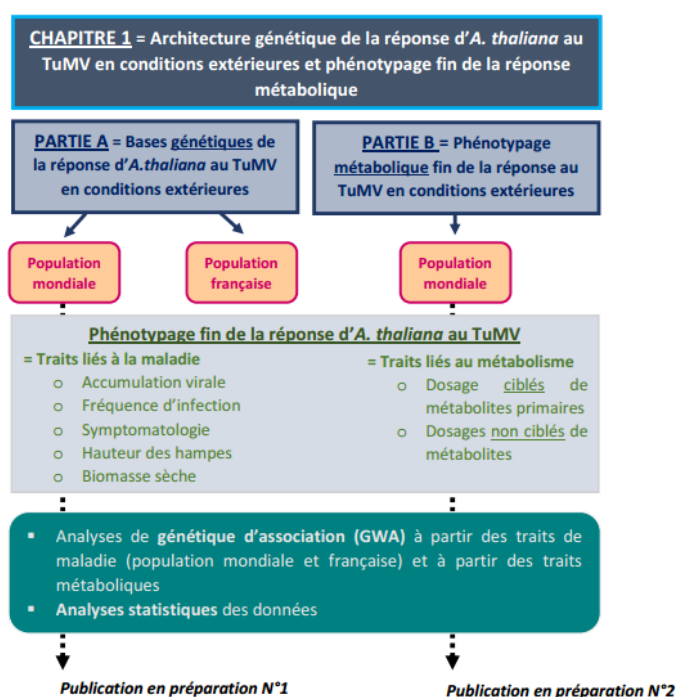 CHAPITRE 1 = Architecture génétique de la réponse d'A. thaliana au
TuMV en conditions extérieures et phénotypage fin de la réponse
métabolique
PARTIE A = Bases génétiques de
la réponse d'A.thaliana au TuMV
en conditions extérieures
PARTIE B = Phénotypage
métabolique fin de la réponse au
TuMV en conditions extérieures
Population
mondiale
Population
française
Population
mondiale
Phénotypage fin de la réponse d'A. thaliana au TuMV
= Traits liés à la maladie
o Accumulation virale
o Fréquence d'infection
o Symptomatologie
o Hauteur des hampes
o Biomasse sèche
= Traits liés au métabolisme
o Dosage ciblés de
métabolites primaires
o Dosages non ciblés de
métabolites
▪ Analyses de génétique d'association (GWA) à partir des traits de
maladie (population mondiale et française) et à partir des traits
métaboliques
▪ Analyses statistiques des données
Publication en préparation N°1
Publication en préparation N°2